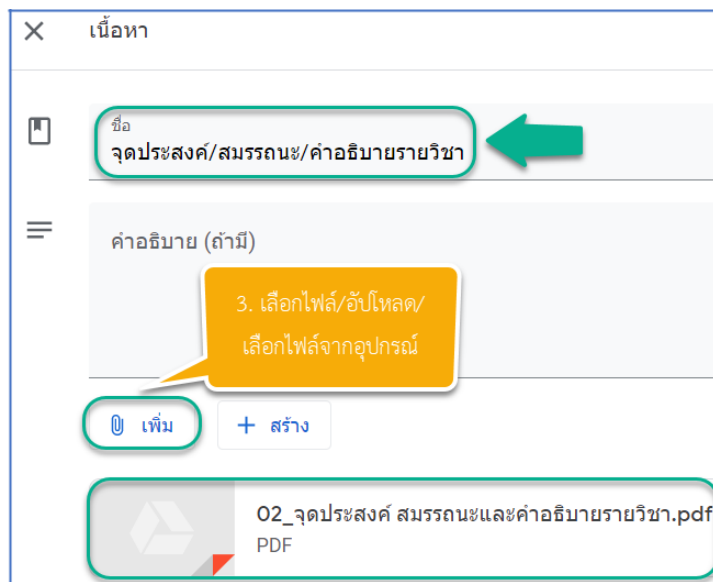 เนื้อหา
ชื่อ
จุดประสงค์/สมรรถนะ/คำอธิบายรายวิชา
คำอธิบาย (ถ้ามี)
3. เลือกไฟล์/อัปโหลด/
เลือกไฟล์จากอุปกรณ์
เพิ่ม
+ สร้าง
02_จุดประสงค์ สมรรถนะและคำอธิบายรายวิชา.pdf
PDF